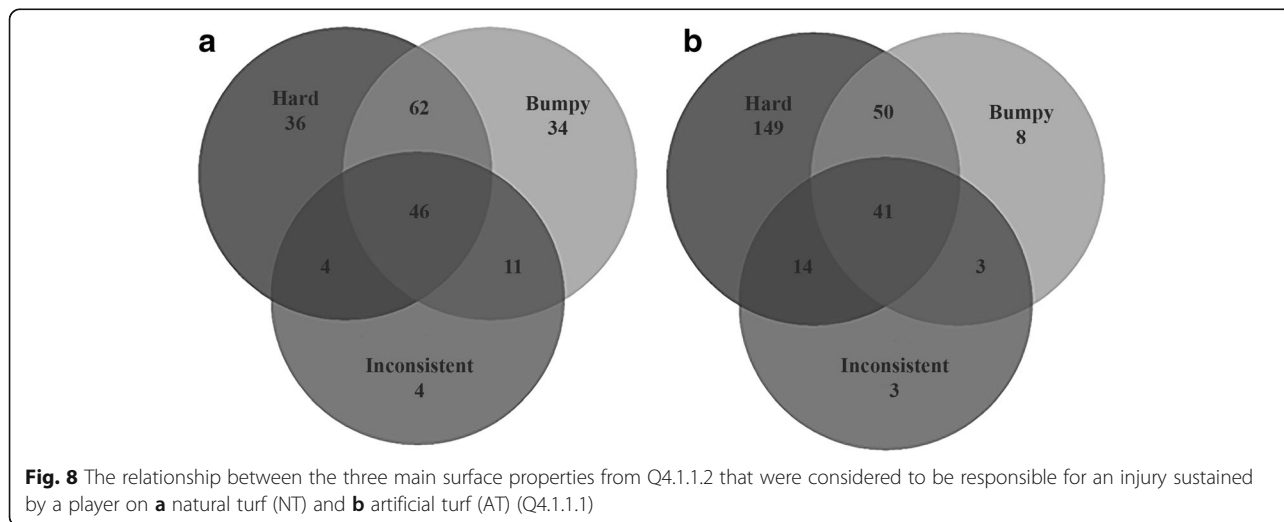 a
b
Hard
36
62
Bumpy
34
46
4
11
Inconsistent
4
Hard
149
50
Bumpy
8
41
14
3
Inconsistent
3
Fig. 8 The relationship between the three main surface properties from Q4.1.1.2 that were considered to be responsible for an injury sustained
by a player on a natural turf (NT) and b artificial turf (AT) (Q4.1.1.1)